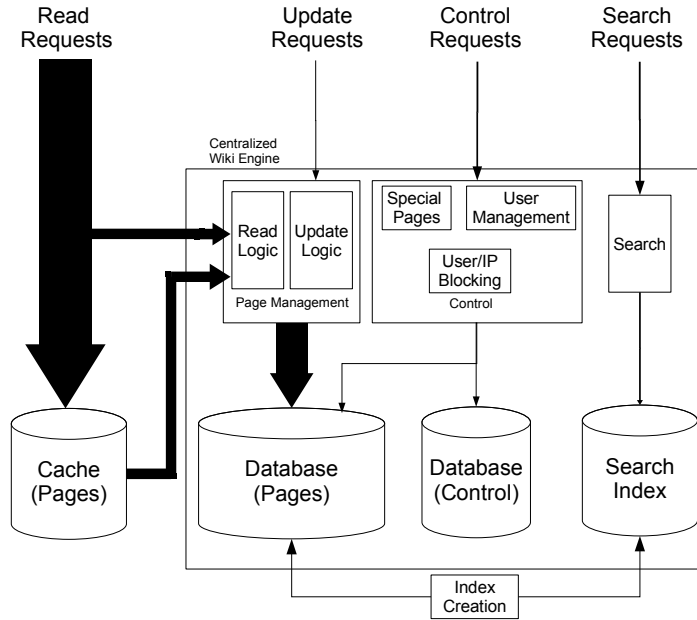 Read
Requests
Update
Requests
Control
Requests
Search
Requests
Centralized
Wiki Engine
Read
Logic
Update
Logic
Page Management
Special
Pages
User
Management
User/IP
Blocking
Control
Search
Cache
(Pages)
Database
(Pages)
Database
(Control)
Search
Index
Index
Creation